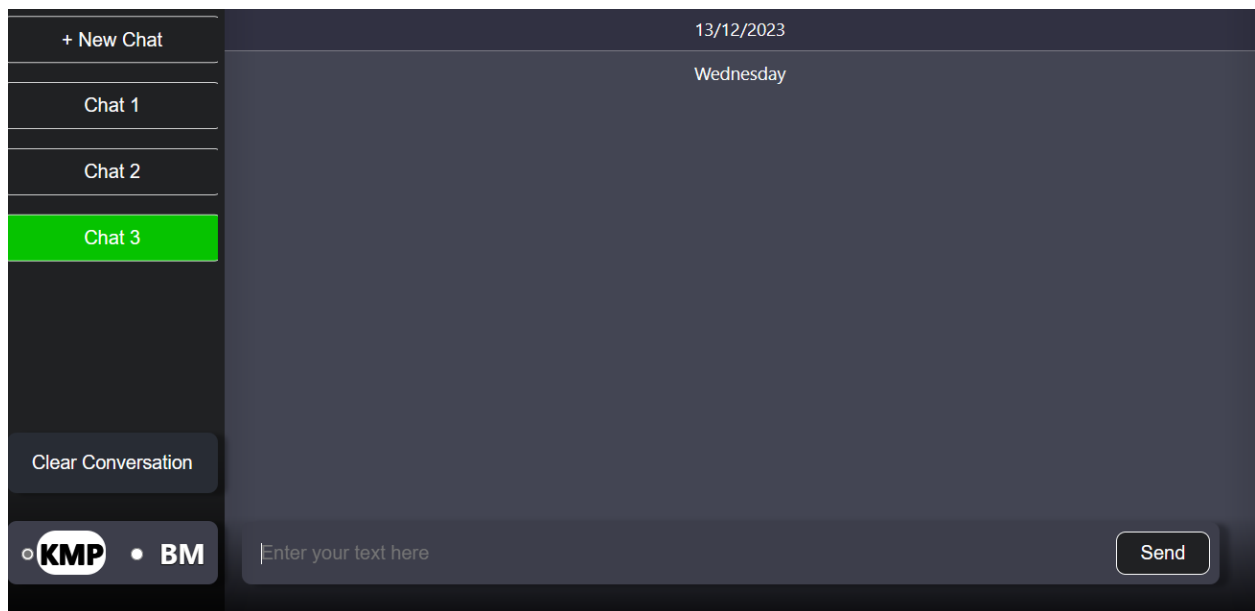 + New Chat
Chat 1
Chat 2
Chat 3
Clear Conversation
KMP
BM
13/12/2023
Wednesday
Enter your text here
Send